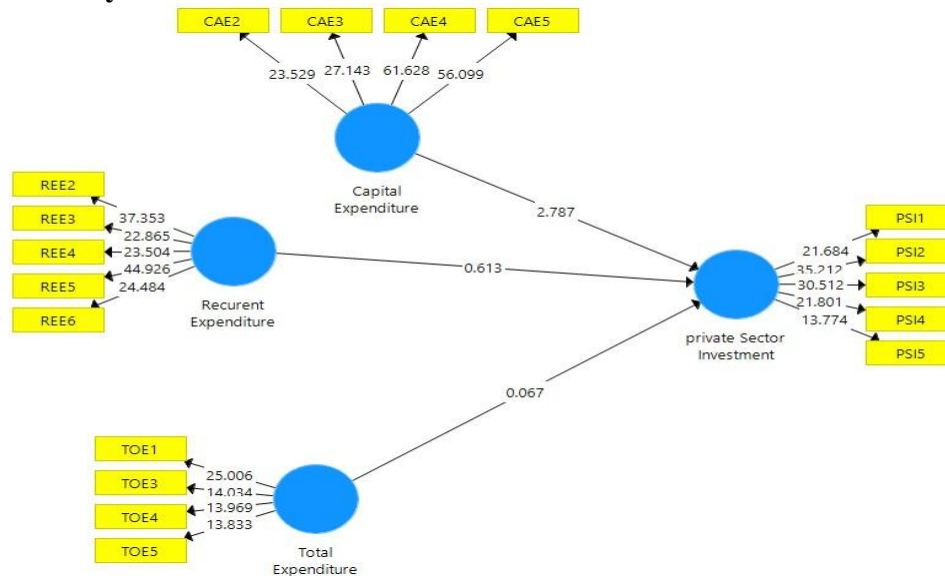 CAE2 CAE3 CAE4 CAE5
23.529 27.143 61.628 56.099
Capital
Expenditure
REE2
REE3
REE4
REE5
REE6
37.353
22.865
23.504
44.926
24.484
Recurent
Expenditure
2.787
0.613
0.067
PSI1
PSI2
PSI3
PSI4
PSI5
21.684
35.212
30.512
21.801
13.774
private Sector
Investment
TOE1
TOE3
TOE4
TOE5
25.006
14.034
13.969
13.833
Total
Expenditure